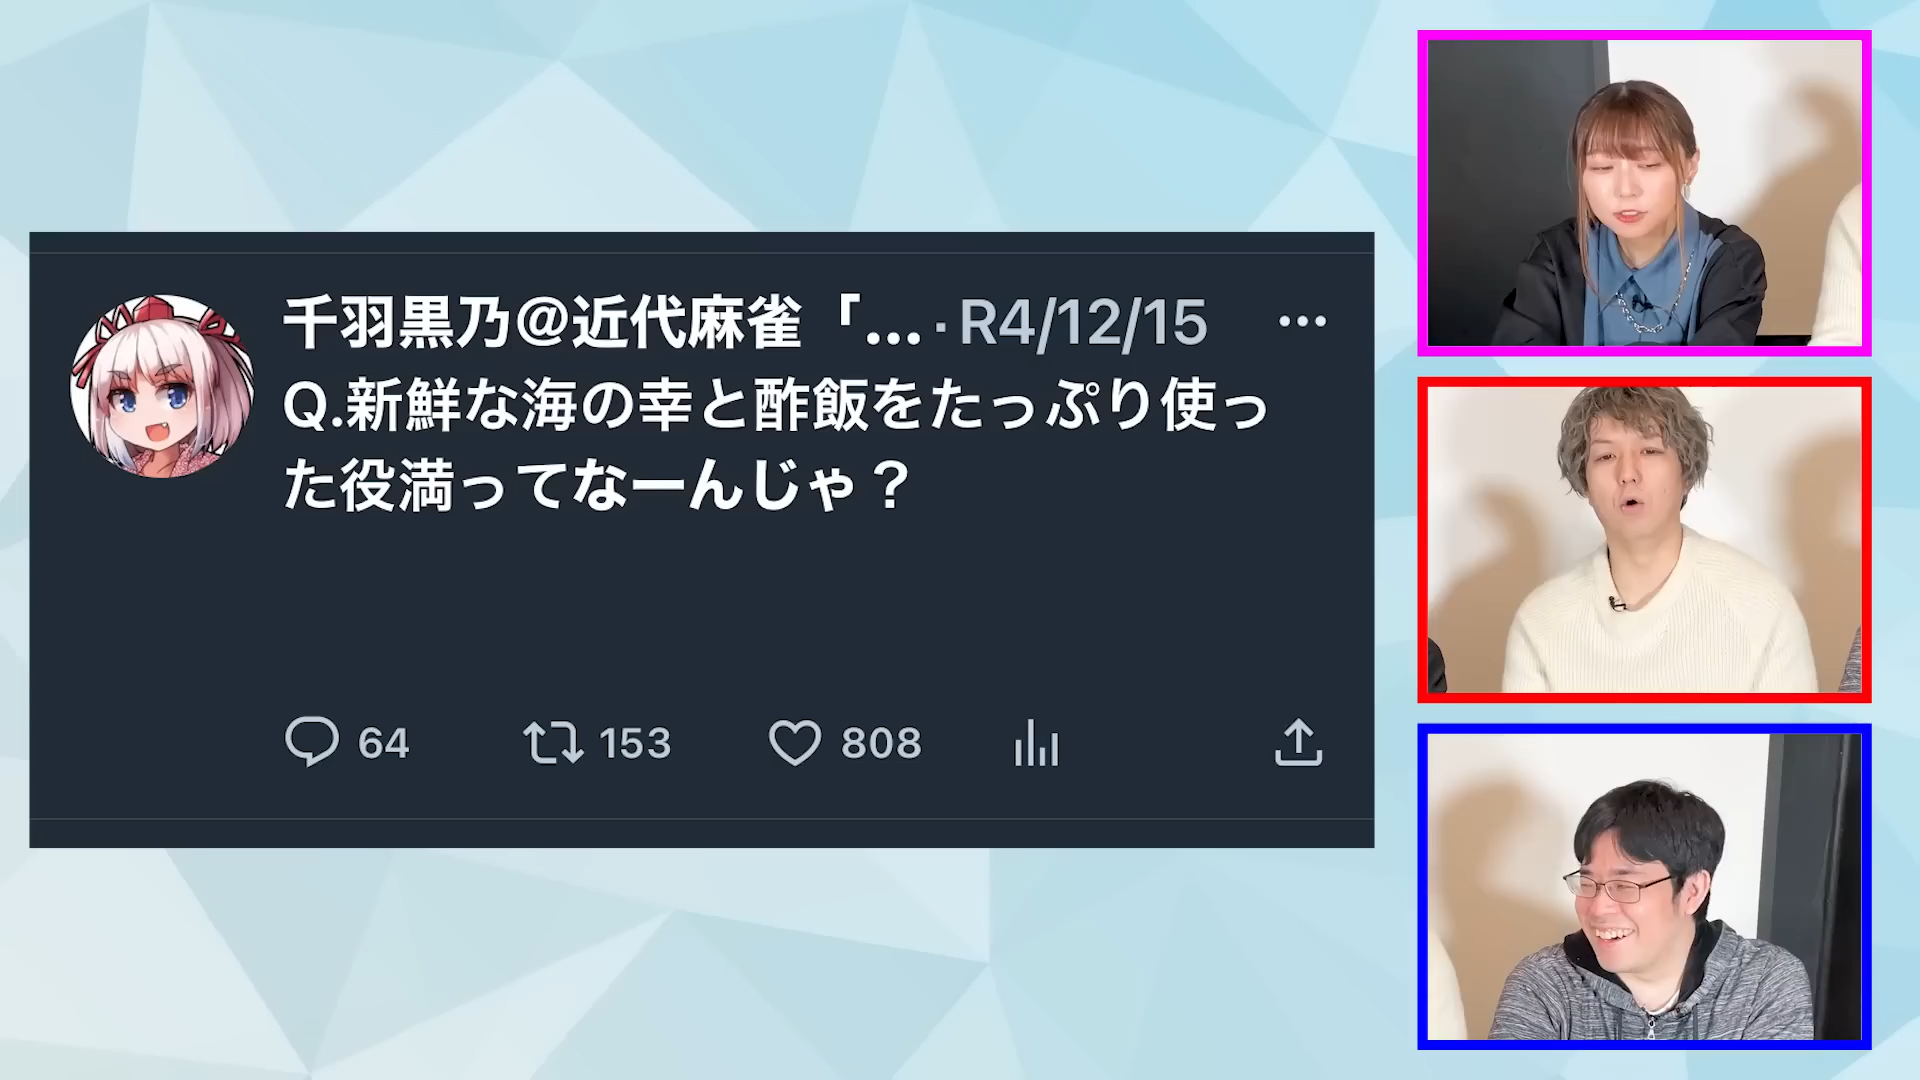 千羽黒乃@近代麻雀「... · R4/12/15
Q.新鮮な海の幸と酢飯をたっぷり使っ
た役満ってなーんじゃ？
64 153 808